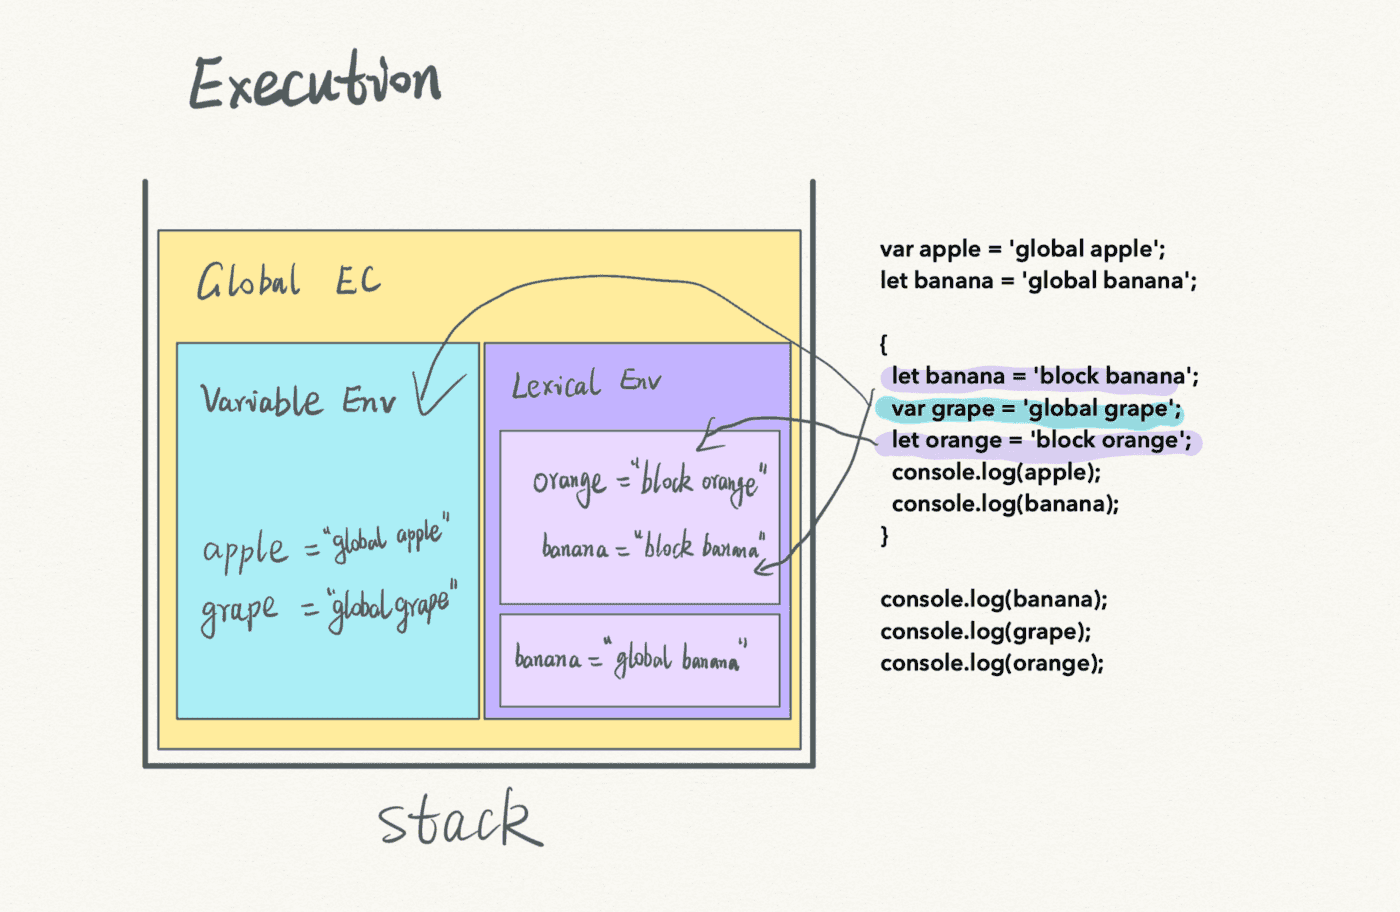 Execution
Global EC
Variable Env
apple = "global apple"
grape = "global grape"
Lexical Env
orange = "block orange"
banana = "block banana"
banana = "global banana"
stack
var apple = 'global apple';
let banana = 'global banana';
{
let banana = 'block banana';
var grape = 'global grape';
let orange = 'block orange';
console.log(apple);
console.log(banana);
}
console.log(banana);
console.log(grape);
console.log(orange);